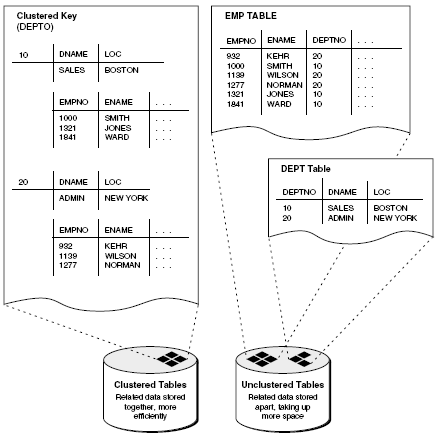 Clustered Key
(DEPTO)
10 DNAME LOC
SALES BOSTON
EMPNO ENAME . . .
1000 SMITH . . .
1321 JONES . . .
1841 WARD . . .
20 DNAME LOC
ADMIN NEW YORK
EMPNO ENAME . . .
932 KEHR . . .
1139 WILSON . . .
1277 NORMAN . . .
EMP TABLE
EMPNO ENAME DEPTNO . . .
932 KEHR 20 . . .
1000 SMITH 10 . . .
1139 WILSON 20 . . .
1277 NORMAN 20 . . .
1321 JONES 10 . . .
1841 WARD 10 . . .
DEPT Table
DEPTNO DNAME LOC
10 SALES BOSTON
20 ADMIN NEW YORK
Clustered Tables
Related data stored
together, more
efficiently
Unclustered Tables
Related data stored
apart, taking up
more space